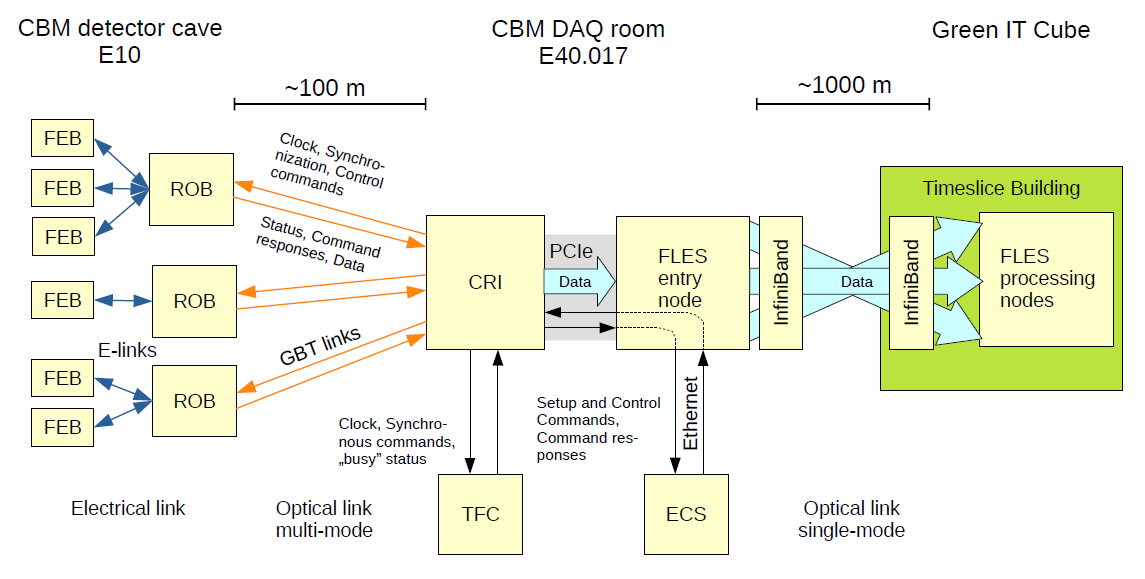 CBM detector cave
E10
CBM DAQ room
E40.017
Green IT Cube
~100 m
~1000 m
FEB
FEB
FEB
ROB
Clock, Synchro-
nization, Control
commands
Status, Command
responses, Data
FEB
ROB
E-links
FEB
FEB
ROB
GBT links
CRI
PCIe
Data
FLES
entry
node
InfiniBand
Data
Timeslice Building
InfiniBand
FLES
processing
nodes
Clock, Synchro-
nous commands,
„busy” status
Setup and Control
Commands,
Command res-
ponses
Ethernet
TFC
ECS
Electrical link
Optical link
multi-mode
Optical link
single-mode